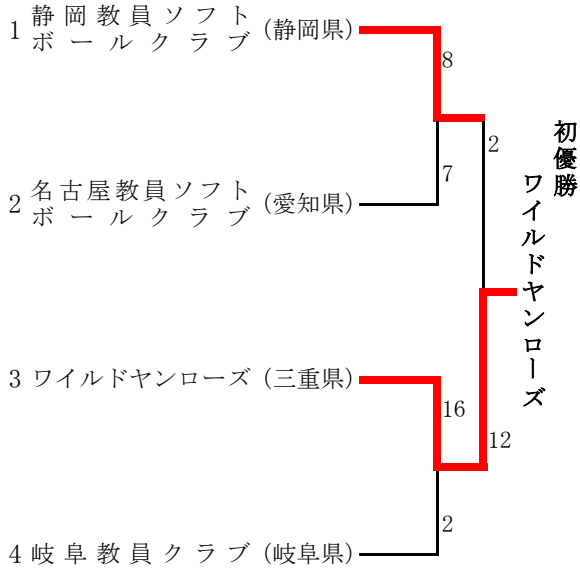 1 静岡教員ソフト
ボールクラブ (静岡県)
8
7
2 名古屋教員ソフト
ボールクラブ (愛知県)
2
初優勝
ワイルドヤンローズ
3 ワイルドヤンローズ (三重県)
16
12
2
4 岐阜教員クラブ (岐阜県)